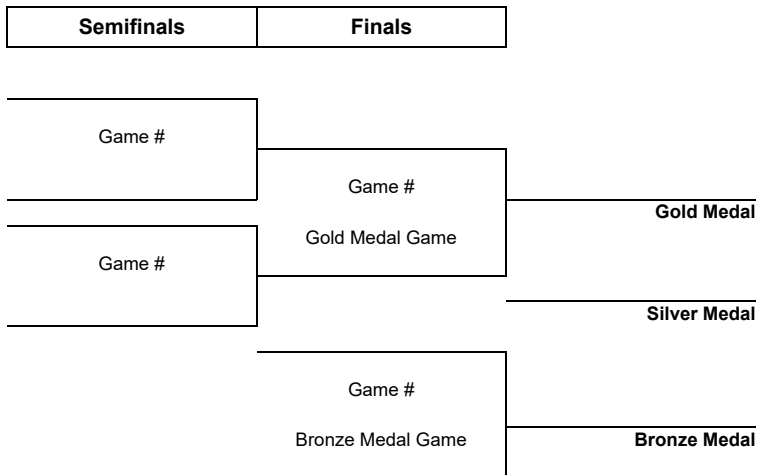 Semifinals Finals
Game #
Game #
Gold Medal
Gold Medal Game
Game #
Silver Medal
Game #
Bronze Medal Game Bronze Medal